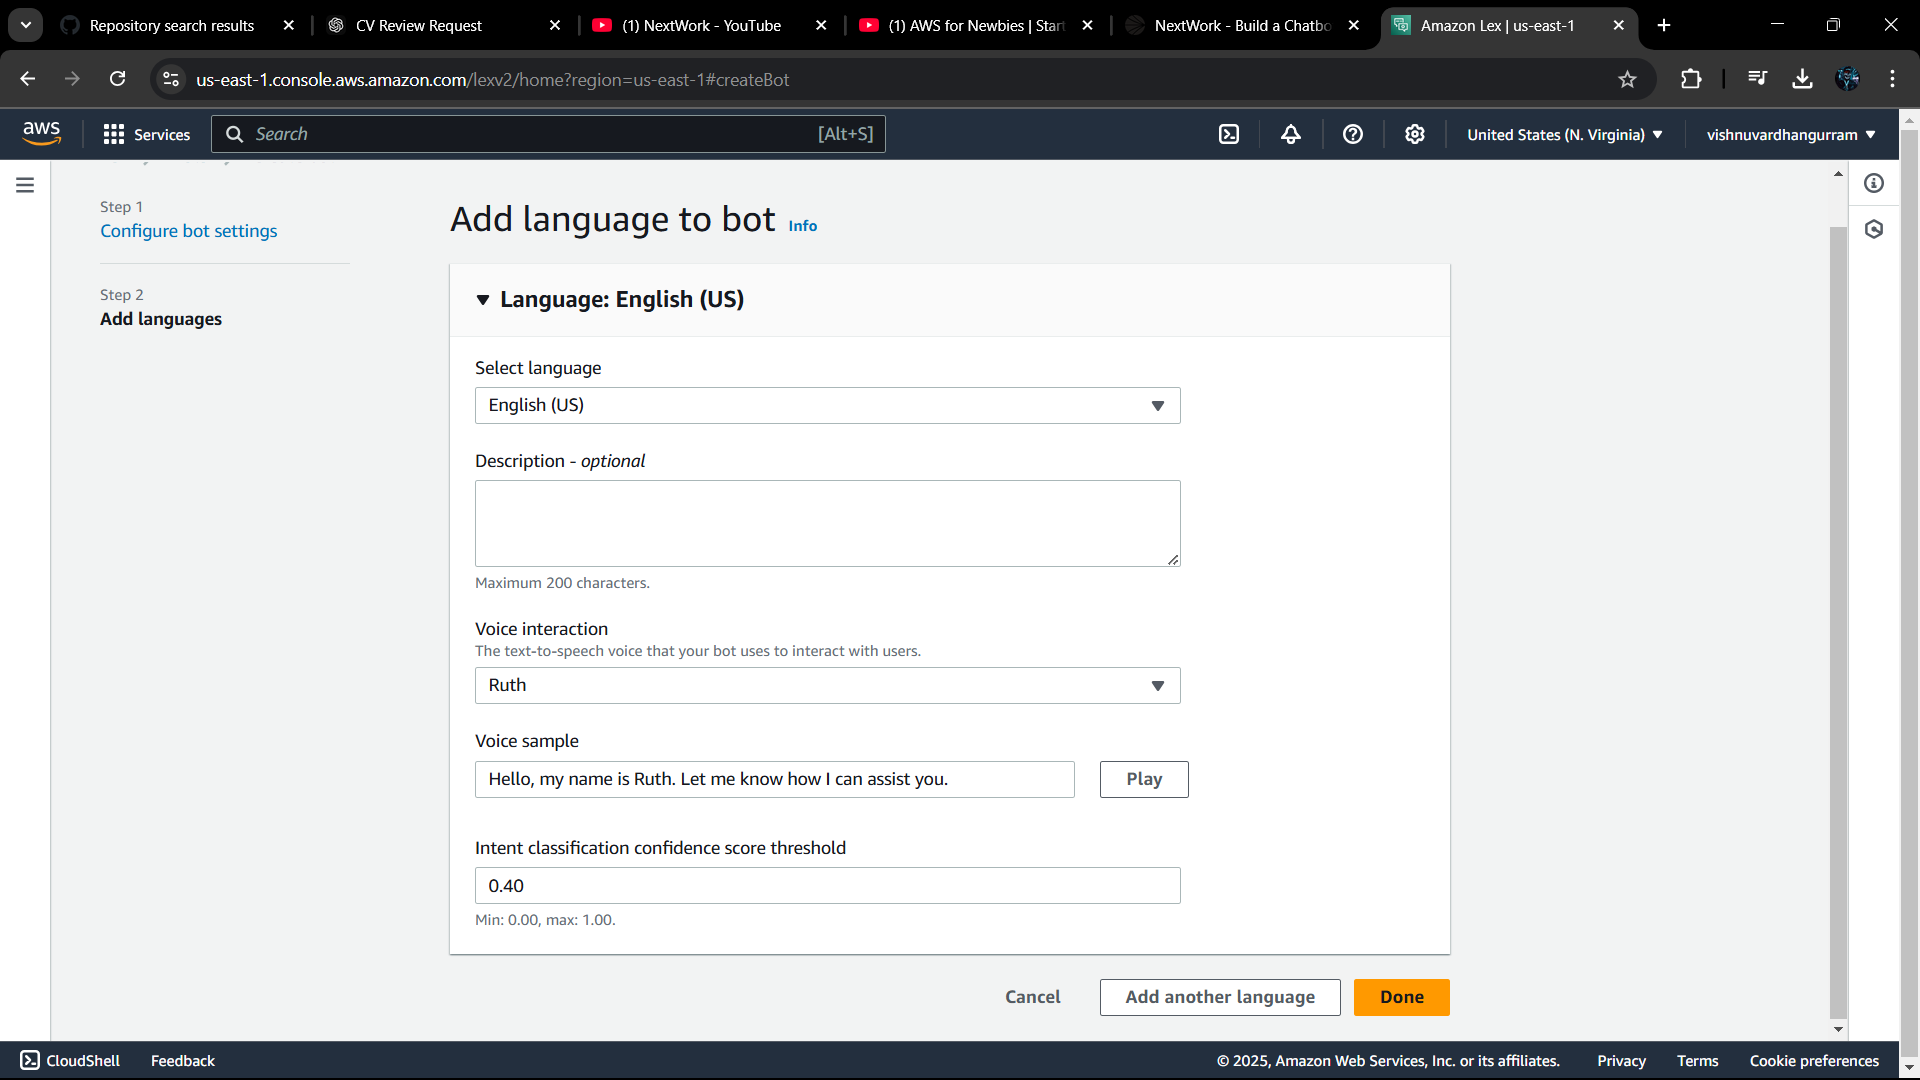 Repository search results
CV Review Request
(1) NextWork - YouTube
(1) AWS for Newbies | Start
NextWork - Build a Chatbo
Amazon Lex | us-east-1
us-east-1.console.aws.amazon.com/lexv2/home?region=us-east-1#createBot
aws
Services
Search
[Alt+S]
United States (N. Virginia)
vishnuvardhangurram
Step 1
Configure bot settings
Step 2
Add languages
Add language to bot Info
Language: English (US)
Select language
English (US)
Description - optional
Maximum 200 characters.
Voice interaction
The text-to-speech voice that your bot uses to interact with users.
Ruth
Voice sample
Hello, my name is Ruth. Let me know how I can assist you.
Play
Intent classification confidence score threshold
0.40
Min: 0.00, max: 1.00.
Cancel
Add another language
Done
CloudShell
Feedback
© 2025, Amazon Web Services, Inc. or its affiliates.
Privacy
Terms
Cookie preferences